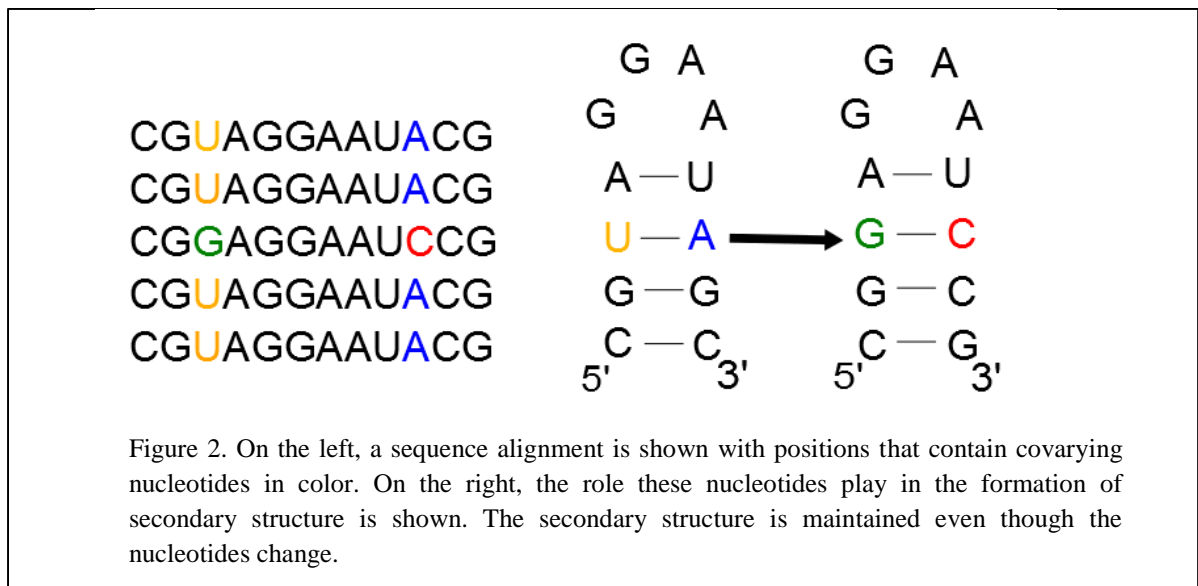 CGUAGGAAUACG
CGUAGGAAUACG
CGGAGGAAUCCG
CGUAGGAAUACG
CGUAGGAAUACG
G A
G A
A — U
U — A
G — G
C — C
5' 3'
G A
G A
A — U
G — C
G — C
C — G
5' 3'
Figure 2. On the left, a sequence alignment is shown with positions that contain covarying
nucleotides in color. On the right, the role these nucleotides play in the formation of
secondary structure is shown. The secondary structure is maintained even though the
nucleotides change.